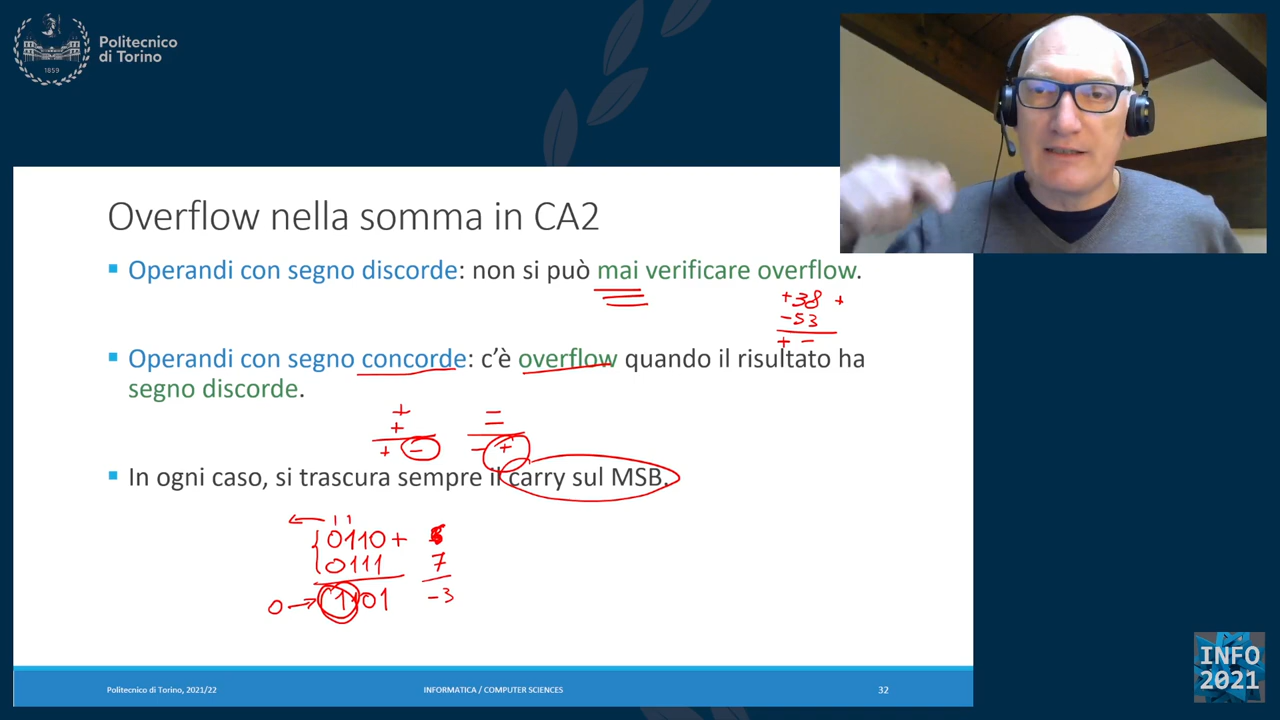 Politecnico
di Torino
1859
Overflow nella somma in CA2
▪ Operandi con segno discorde: non si può mai verificare overflow.
+38 +
-53
+ -
▪ Operandi con segno concorde: c'è overflow quando il risultato ha
segno discorde.
+ −
+ −
+ − − +
▪ In ogni caso, si trascura sempre il carry sul MSB.
1 1
0110 +
0111 7
0 → 1101 -3
Politecnico di Torino, 2021/22 INFORMATICA / COMPUTER SCIENCES 32
INFO
2021